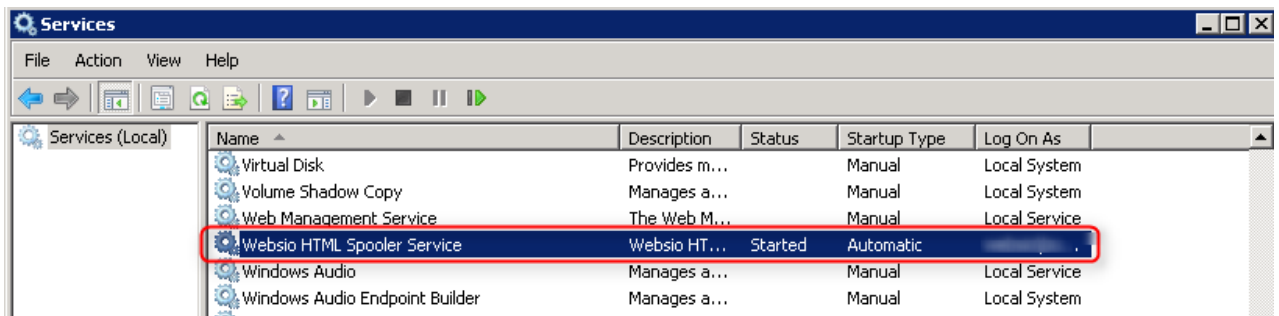 Services
File Action View Help
Services (Local)
Name Description Status Startup Type Log On As
Virtual Disk Provides m... Manual Local System
Volume Shadow Copy Manages a... Manual Local System
Web Management Service The Web M... Manual Local Service
Websio HTML Spooler Service Websio HT... Started Automatic
Windows Audio Manages a... Manual Local Service
Windows Audio Endpoint Builder Manages a... Manual Local System